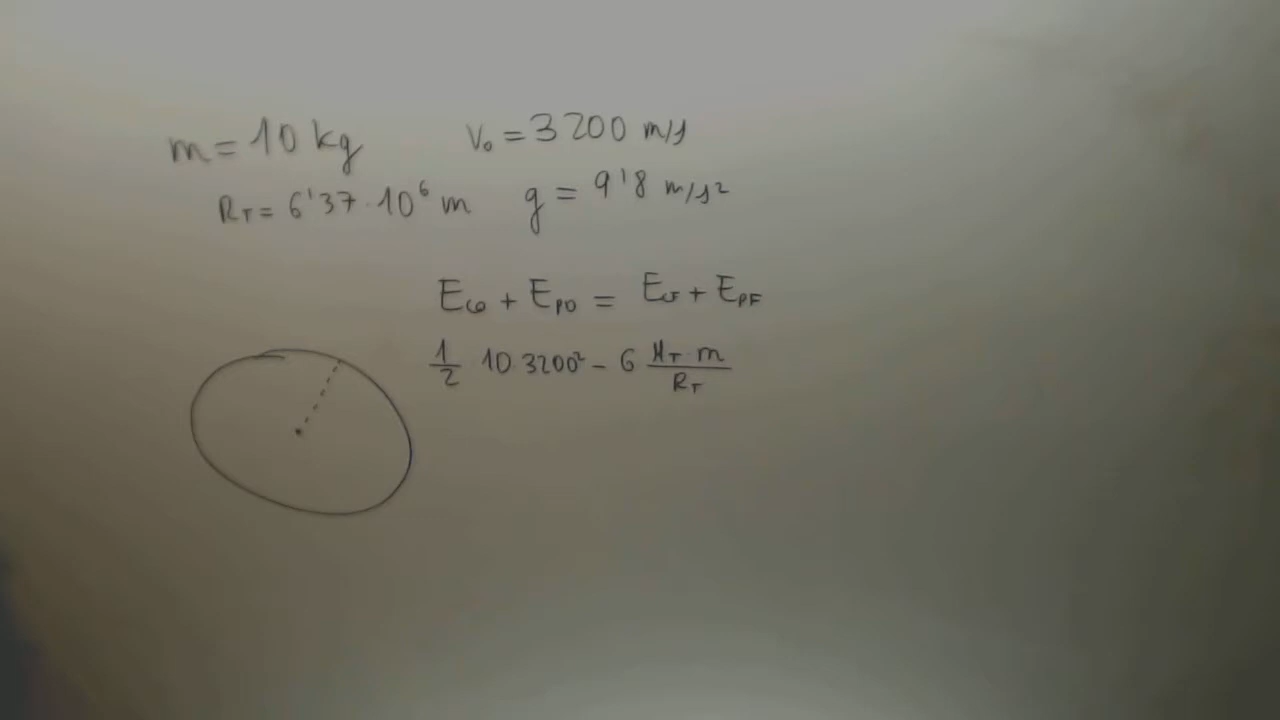 m = 10 kg V₀ = 3200 m/s
R_T = 6'37·10⁶ m g = 9'8 m/s²
E_C0 + E_P0 = E_CF + E_PF
1/2 10·3200² - G M_T·m/R_T